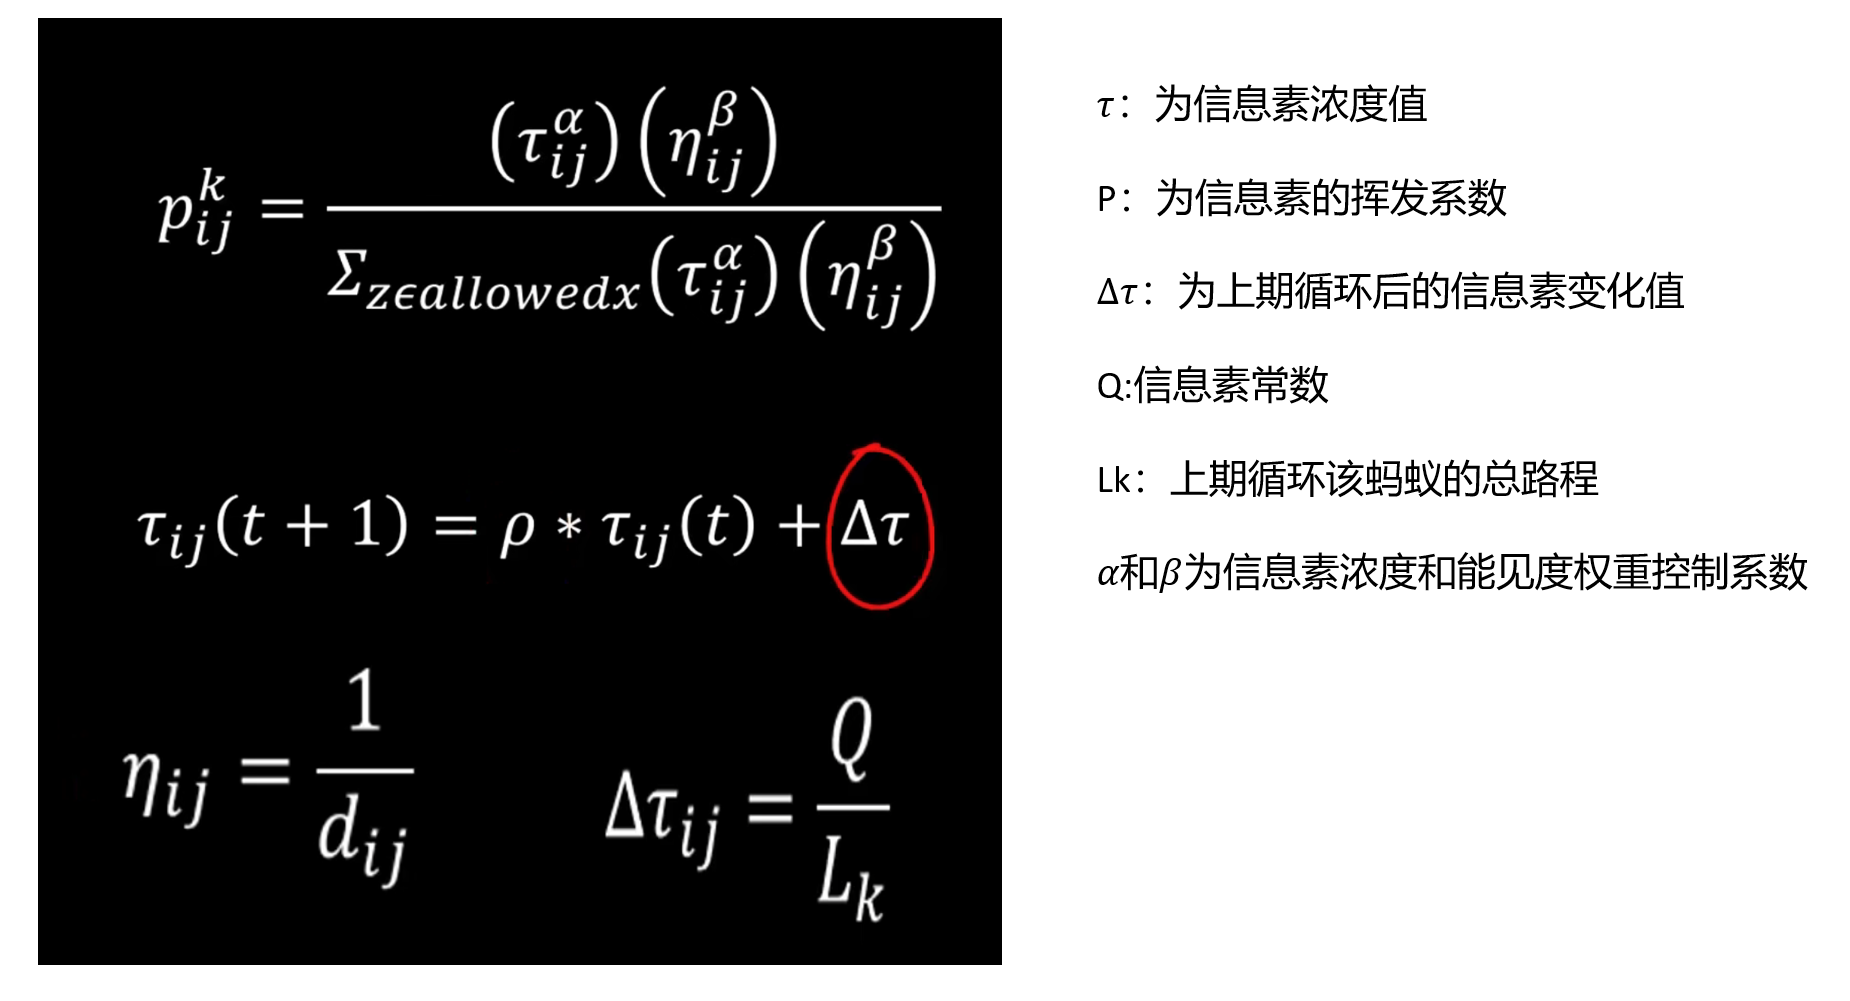 p_{ij}^{k} = \frac{(τ_{ij}^{α})(η_{ij}^{β})}{Σ_{zϵallowedx}(τ_{ij}^{α})(η_{ij}^{β})}
τ_{ij}(t + 1) = ρ * τ_{ij}(t) + Δτ
η_{ij} = \frac{1}{d_{ij}}
Δτ_{ij} = \frac{Q}{L_{k}}
τ：为信息素浓度值
P：为信息素的挥发系数
Δτ：为上期循环后的信息素变化值
Q:信息素常数
Lk：上期循环该蚂蚁的总路程
α和β为信息素浓度和能见度权重控制系数